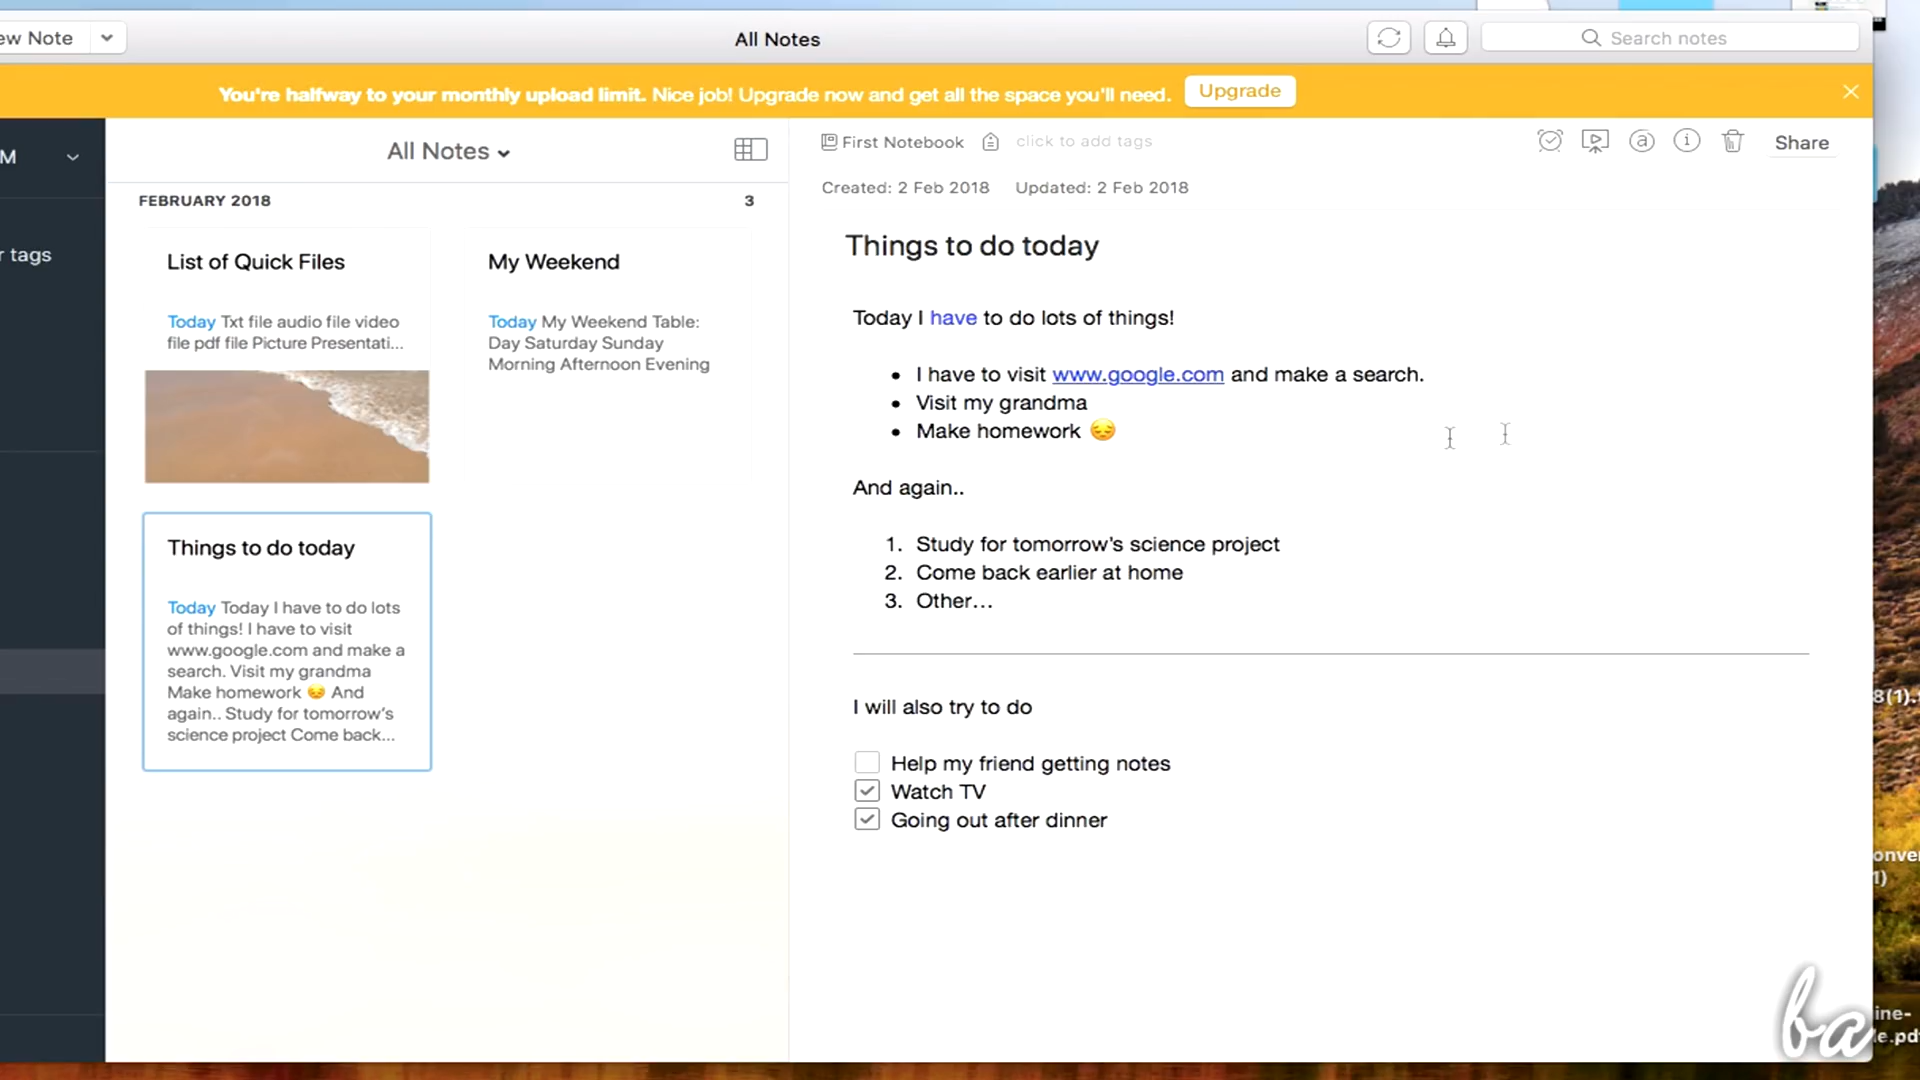 ew Note
All Notes
Search notes
You're halfway to your monthly upload limit. Nice job! Upgrade now and get all the space you'll need.
Upgrade
M
r tags
All Notes
FEBRUARY 2018
3
List of Quick Files
Today Txt file audio file video
file pdf file Picture Presentati...
My Weekend
Today My Weekend Table:
Day Saturday Sunday
Morning Afternoon Evening
Things to do today
Today Today I have to do lots
of things! I have to visit
www.google.com and make a
search. Visit my grandma
Make homework 😔 And
again.. Study for tomorrow's
science project Come back...
First Notebook
click to add tags
Share
Created: 2 Feb 2018
Updated: 2 Feb 2018
Things to do today
Today I have to do lots of things!
• I have to visit www.google.com and make a search.
• Visit my grandma
• Make homework 😔
And again..
1. Study for tomorrow's science project
2. Come back earlier at home
3. Other...
I will also try to do
Help my friend getting notes
Watch TV
Going out after dinner
8(1).
onver
1)
ine-
le.pd
ba